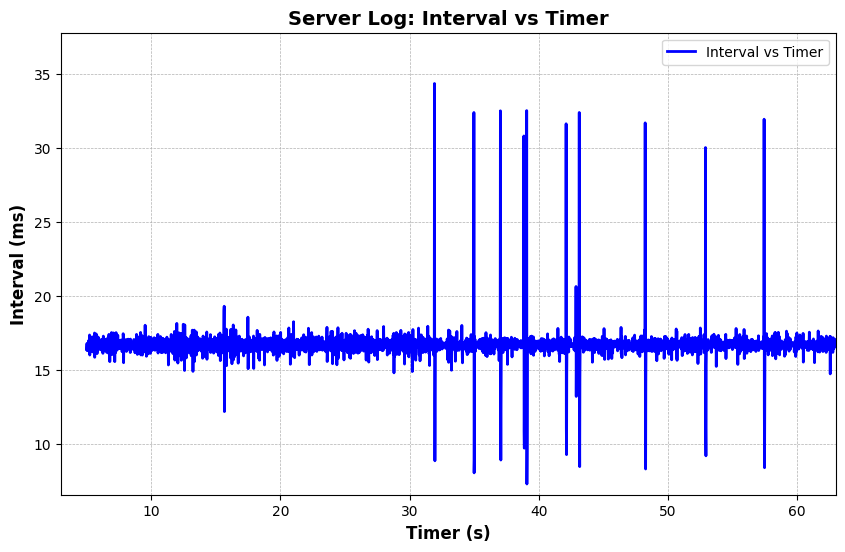 Server Log: Interval vs Timer
Interval vs Timer
35
30
25
20
15
10
Interval (ms)
10 20 30 40 50 60
Timer (s)